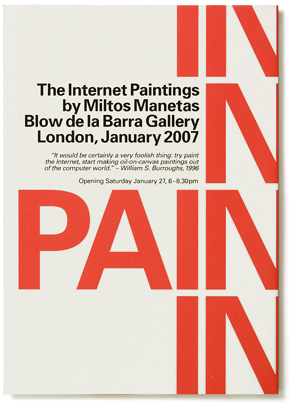 IN
The Internet Paintings
by Miltos Manetas
Blow de la Barra Gallery
London, January 2007
IN
"It would be certainly a very foolish thing: try paint
the Internet, start making oil-on-canvas paintings out
of the computer world." – William S. Burroughs, 1996
Opening Saturday January 27, 6–8.30pm
PAIN
IN